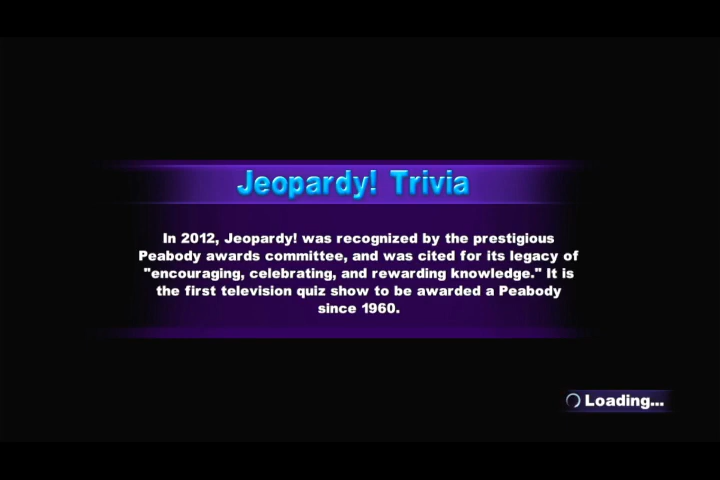 Jeopardy! Trivia
In 2012, Jeopardy! was recognized by the prestigious
Peabody awards committee, and was cited for its legacy of
"encouraging, celebrating, and rewarding knowledge." It is
the first television quiz show to be awarded a Peabody
since 1960.
Loading...